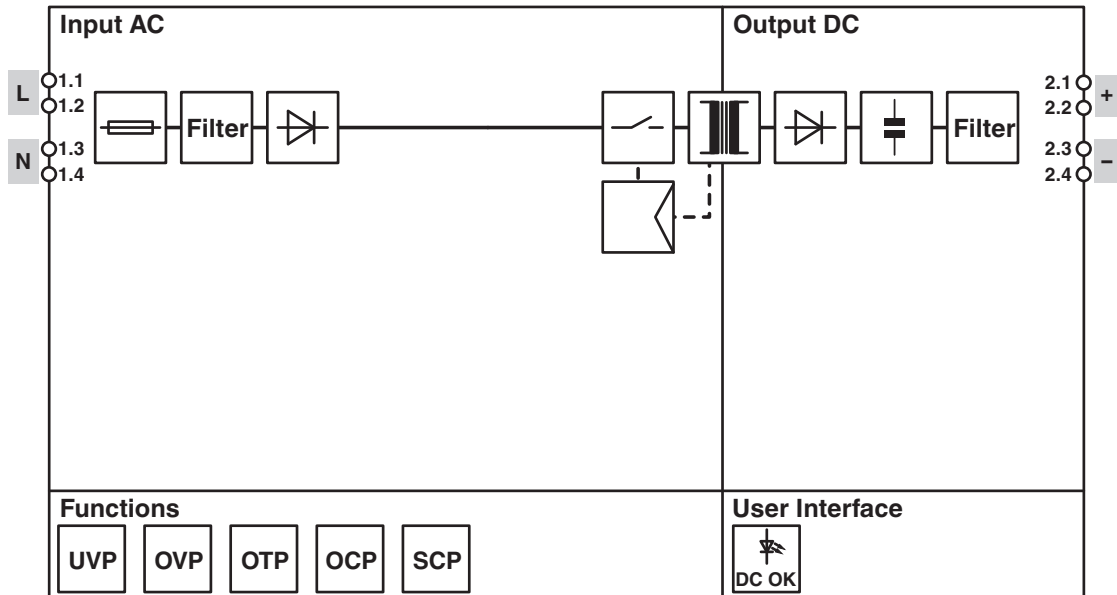 Input AC
Output DC
L
1.1
1.2
N
1.3
1.4
Filter
Filter
2.1
2.2
+
2.3
2.4
–
Functions
UVP
OVP
OTP
OCP
SCP
User Interface
DC OK